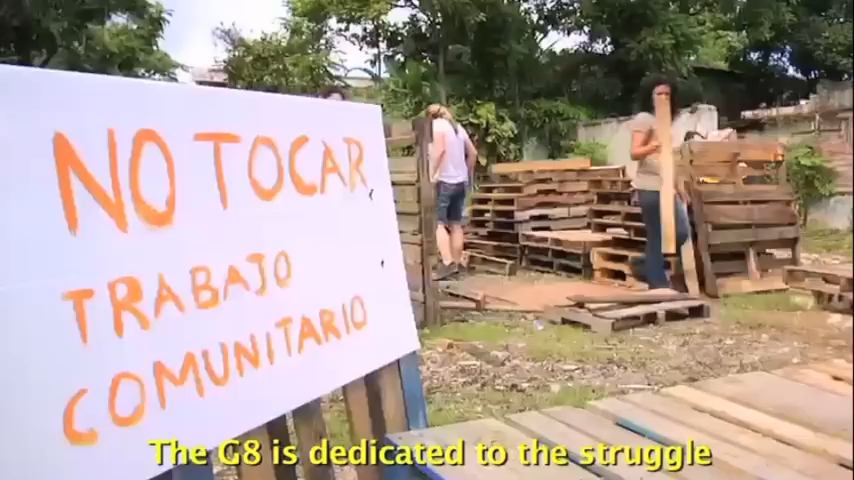 NO TOCAR
TRABAJO
COMUNITARIO
The G8 is dedicated to the struggle